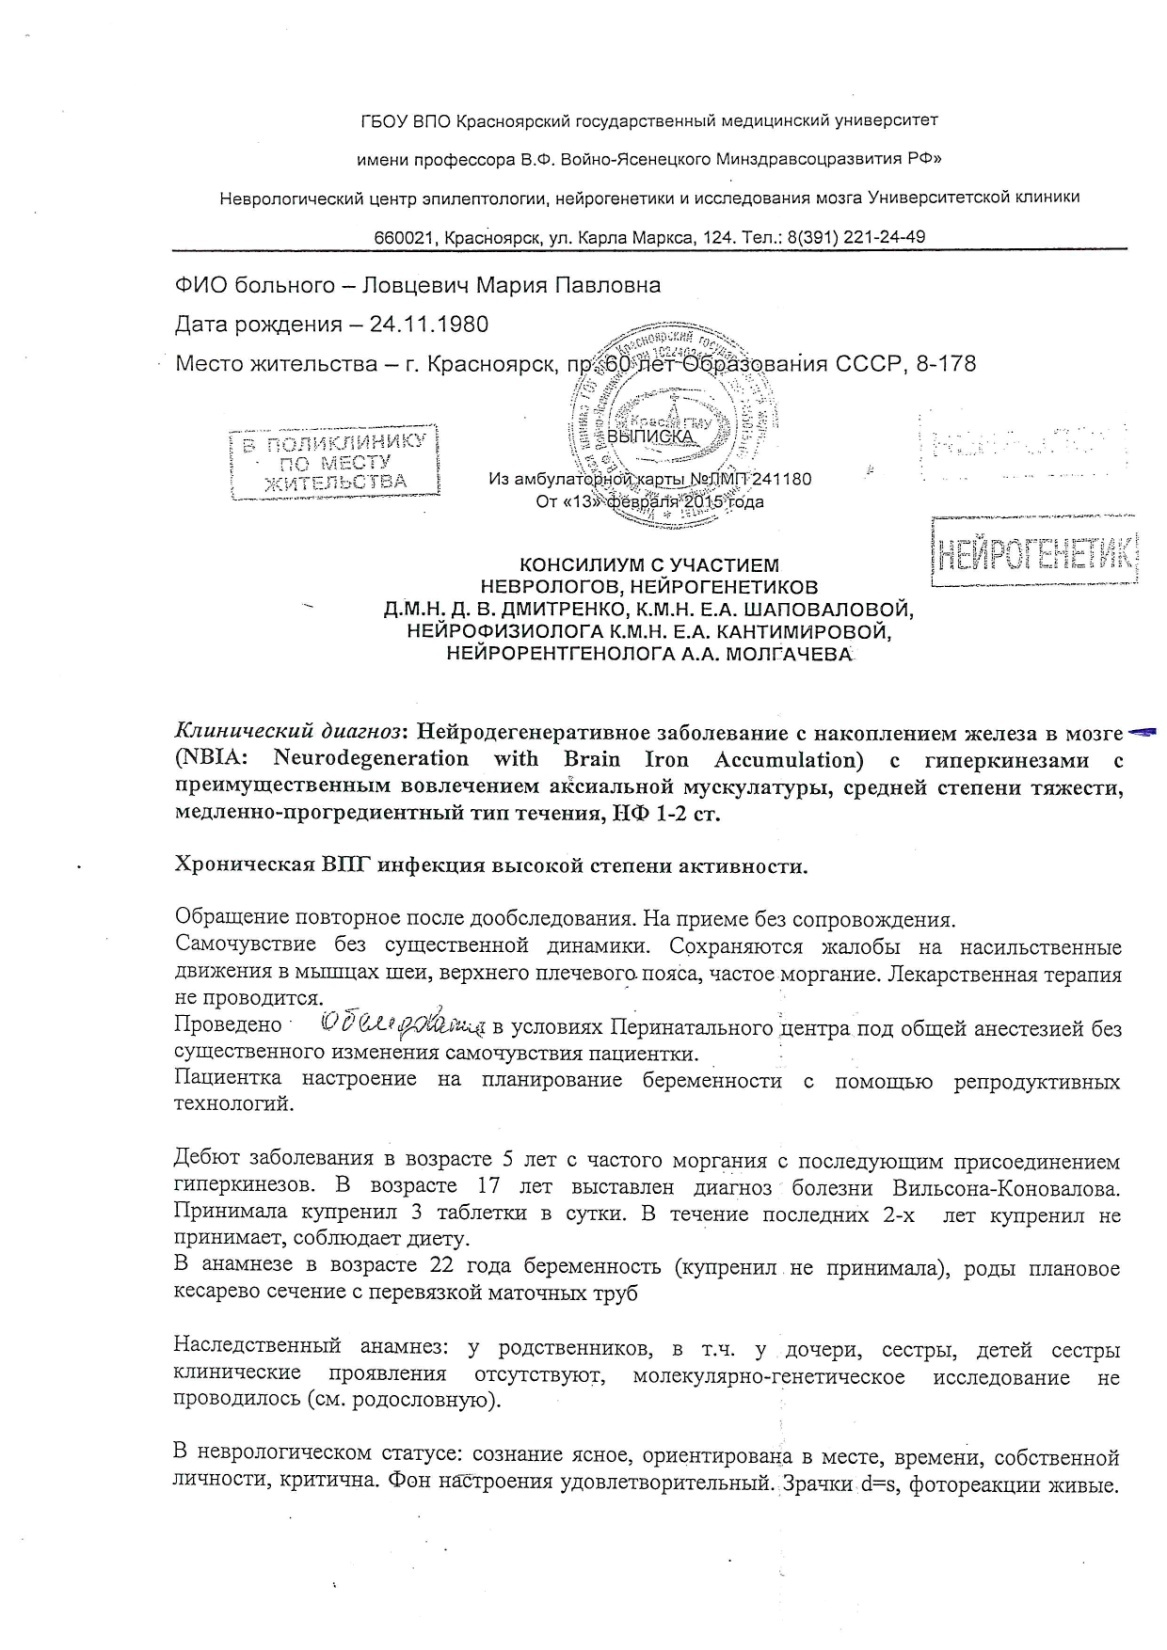 ГБОУ ВПО Красноярский государственный медицинский университет
имени профессора В.Ф. Войно-Ясенецкого Минздравсоцразвития РФ»
Неврологический центр эпилептологии, нейрогенетики и исследования мозга Университетской клиники
660021, Красноярск, ул. Карла Маркса, 124. Тел.: 8(391) 221-24-49
ФИО больного – Ловцевич Мария Павловна
Дата рождения – 24.11.1980
Место жительства – г. Красноярск, пр. 60 лет Образования СССР, 8-178
КрасГМУ
ВЫПИСКА
В ПОЛИКЛИНИКУ
ПО МЕСТУ
ЖИТЕЛЬСТВА
Из амбулаторной карты №ЛМП 241180
От «13» февраля 2015 года
НЕЙРОГЕНЕТИК
КОНСИЛИУМ С УЧАСТИЕМ
НЕВРОЛОГОВ, НЕЙРОГЕНЕТИКОВ
Д.М.Н. Д. В. ДМИТРЕНКО, К.М.Н. Е.А. ШАПОВАЛОВОЙ,
НЕЙРОФИЗИОЛОГА К.М.Н. Е.А. КАНТИМИРОВОЙ,
НЕЙРОРЕНТГЕНОЛОГА А.А. МОЛГАЧЕВА
Клинический диагноз: Нейродегенеративное заболевание с накоплением железа в мозге
(NBIA: Neurodegeneration with Brain Iron Accumulation) с гиперкинезами с
преимущественным вовлечением аксиальной мускулатуры, средней степени тяжести,
медленно-прогредиентный тип течения, НФ 1-2 ст.
Хроническая ВПГ инфекция высокой степени активности.
Обращение повторное после дообследования. На приеме без сопровождения.
Самочувствие без существенной динамики. Сохраняются жалобы на насильственные
движения в мышцах шеи, верхнего плечевого пояса, частое моргание. Лекарственная терапия
не проводится.
Проведено обследование в условиях Перинатального центра под общей анестезией без
существенного изменения самочувствия пациентки.
Пациентка настроение на планирование беременности с помощью репродуктивных
технологий.
Дебют заболевания в возрасте 5 лет с частого моргания с последующим присоединением
гиперкинезов. В возрасте 17 лет выставлен диагноз болезни Вильсона-Коновалова.
Принимала купренил 3 таблетки в сутки. В течение последних 2-х лет купренил не
принимает, соблюдает диету.
В анамнезе в возрасте 22 года беременность (купренил не принимала), роды плановое
кесарево сечение с перевязкой маточных труб
Наследственный анамнез: у родственников, в т.ч. у дочери, сестры, детей сестры
клинические проявления отсутствуют, молекулярно-генетическое исследование не
проводилось (см. родословную).
В неврологическом статусе: сознание ясное, ориентирована в месте, времени, собственной
личности, критична. Фон настроения удовлетворительный. Зрачки d=s, фотореакции живые.